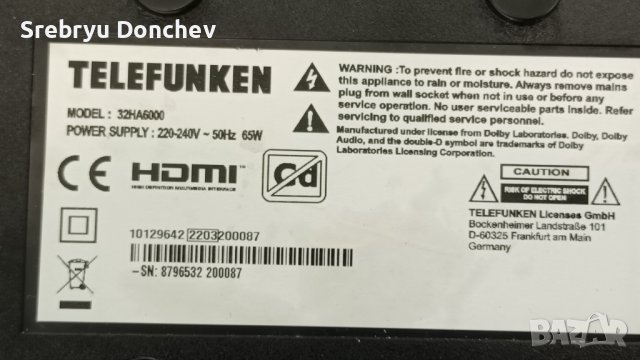 Srebryu Donchev
TELEFUNKEN
MODEL : 32HA6000
POWER SUPPLY : 220-240V ~ 50Hz 65W
WARNING :To prevent fire or shock hazard do not expose
this appliance to rain or moisture. Always remove mains
plug from wall socket when not in use or before any
service operation. No user serviceable parts inside. Refer
servicing to qualified service personnel.
Manufactured under license from Dolby Laboratories. Dolby, Dolby
Audio, and the double-D symbol are trademarks of Dolby
Laboratories Licensing Corporation.
CE
HDMI™
HIGH DEFINITION MULTIMEDIA INTERFACE
Cd
CAUTION
RISK OF ELECTRIC SHOCK
DO NOT OPEN
TELEFUNKEN Licenses GmbH
Bockenheimer Landstraße 101
D-60325 Frankfurt am Main
Germany
10129642 2203200087
-SN: 8796532 200087
BAZAR.bg